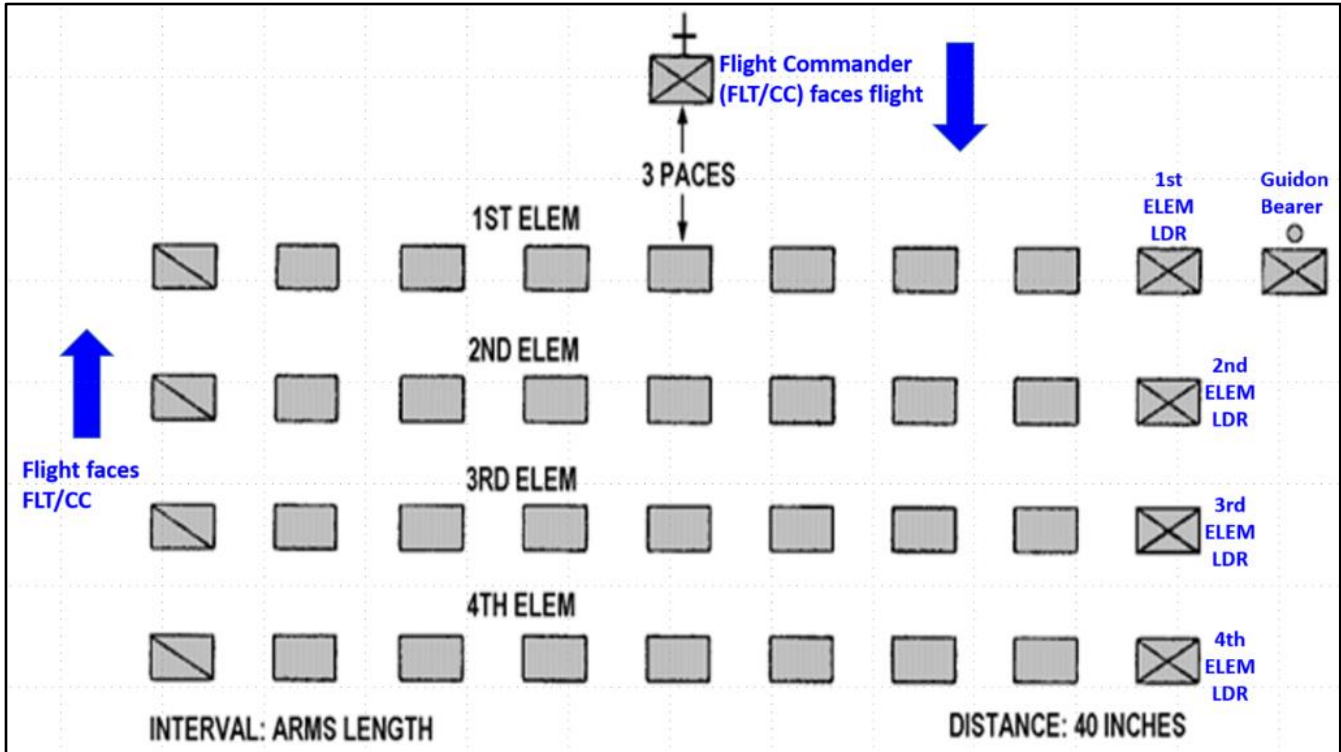 Flight Commander
(FLT/CC) faces flight
3 PACES
1st
ELEM
LDR
Guidon
Bearer
1ST ELEM
2ND ELEM
2nd
ELEM
LDR
Flight faces
FLT/CC
3RD ELEM
3rd
ELEM
LDR
4TH ELEM
4th
ELEM
LDR
INTERVAL: ARMS LENGTH
DISTANCE: 40 INCHES